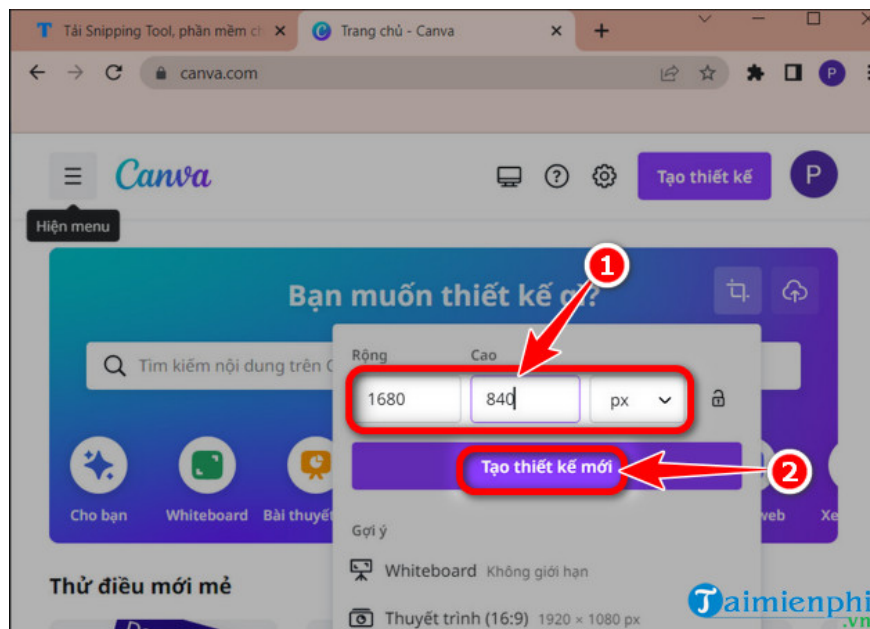 Tải Snipping Tool, phần mềm ch
Trang chủ - Canva
canva.com
P
Canva
Tạo thiết kế
P
Hiện menu
1
Bạn muốn thiết kế gì?
Tìm kiếm nội dung trên C
Rộng
Cao
1680
840
px
Tạo thiết kế mới
2
Cho bạn
Whiteboard
Bài thuyết
web
Xe
Gợi ý
Whiteboard Không giới hạn
Thử điều mới mẻ
Thuyết trình (16:9) 1920 × 1080 px
Taimienphi
.vn